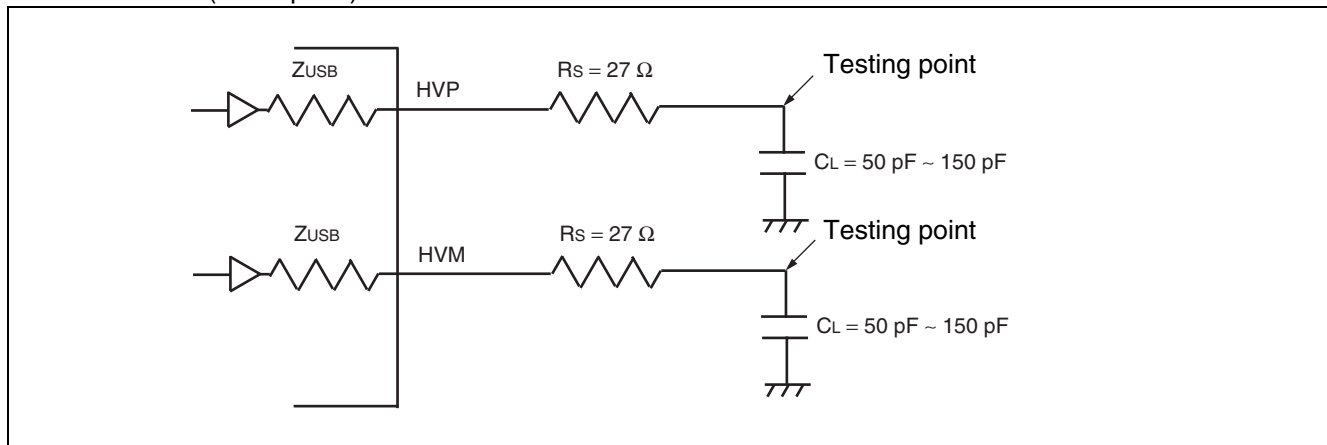 ZUSB
HVP
RS = 27 Ω
Testing point
CL = 50 pF ~ 150 pF
ZUSB
HVM
RS = 27 Ω
Testing point
CL = 50 pF ~ 150 pF